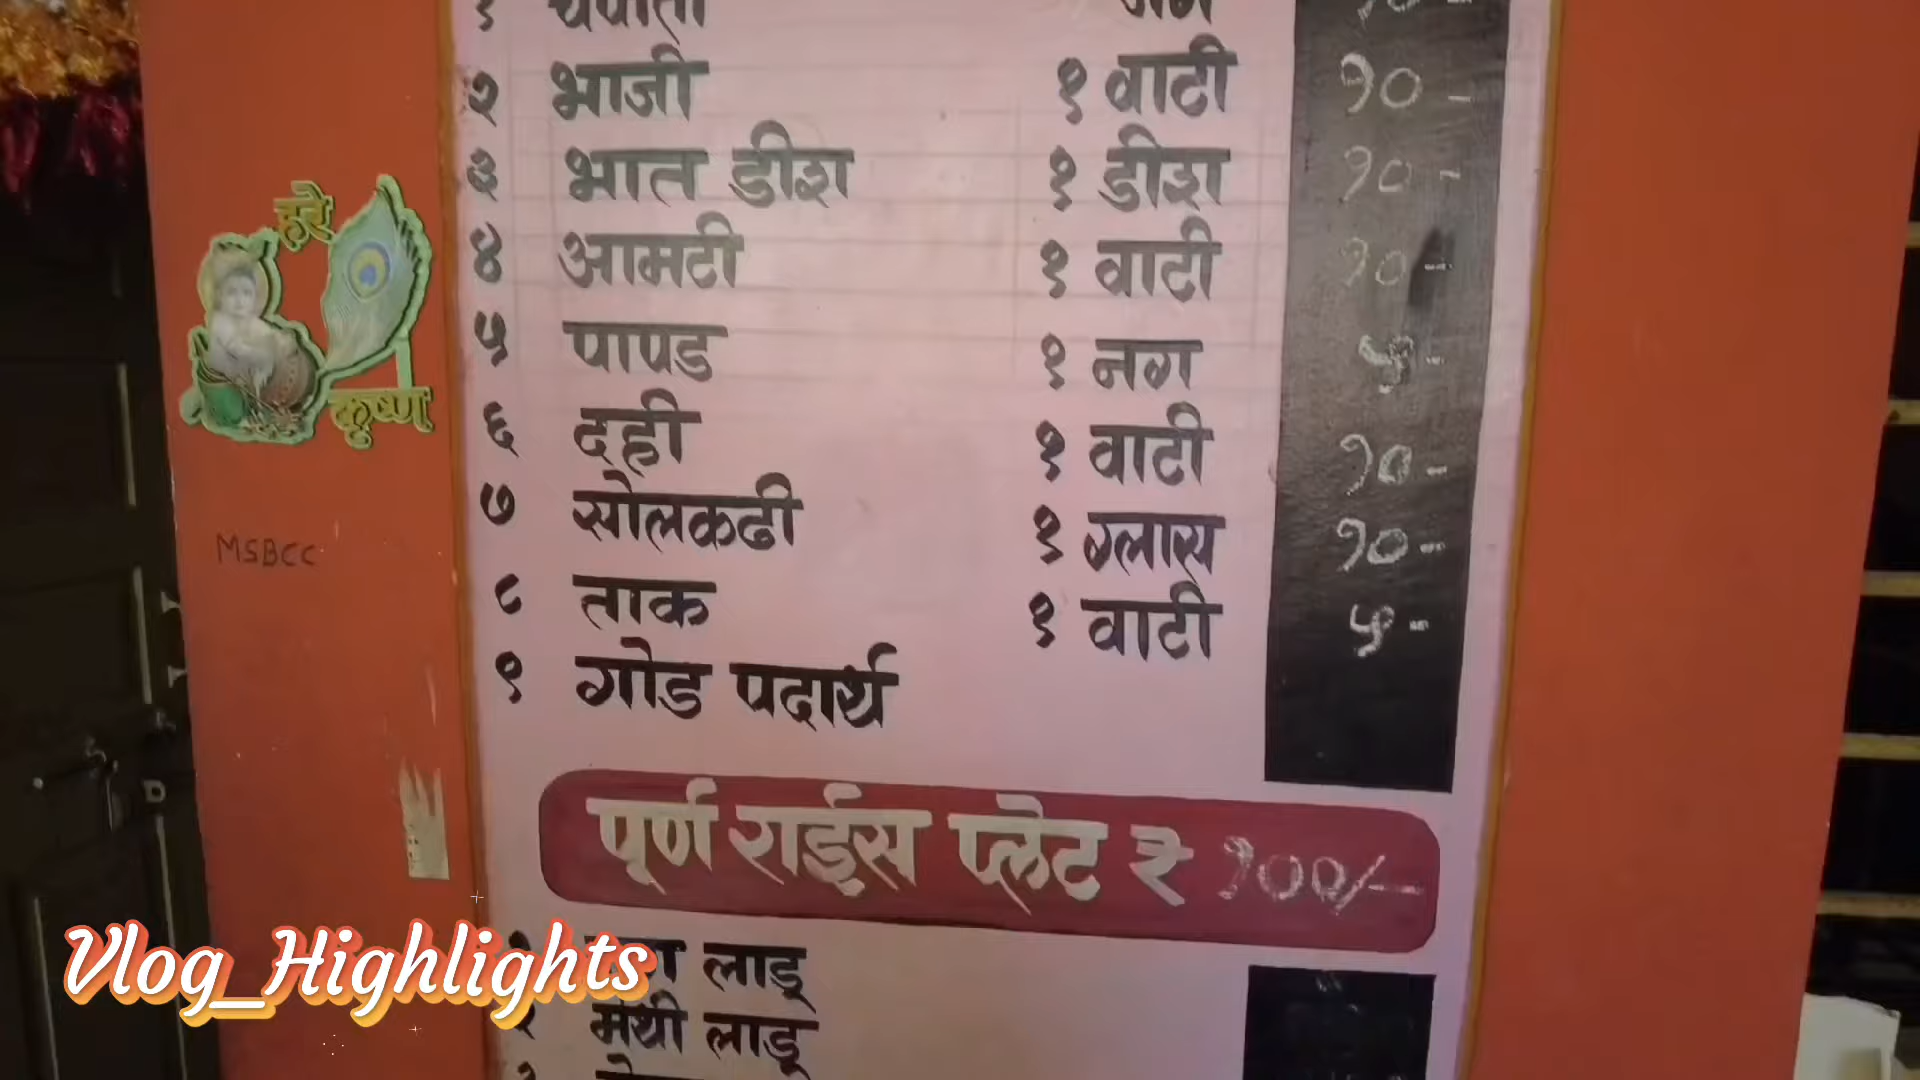 २ भाजी १ वाटी १०-
३ भात डीश १ डीश १०-
४ आमटी १ वाटी १०-
५ पापड १ नग ५-
६ दही १ वाटी १०-
७ सोलकढी १ ग्लास १०-
८ ताक १ वाटी ५-
९ गोड पदार्थ
पूर्ण राईस प्लेट ₹ १००/-
लाडू
२ मेथी लाडू
हरे
कृष्ण
MSBCC
Vlog_Highlights